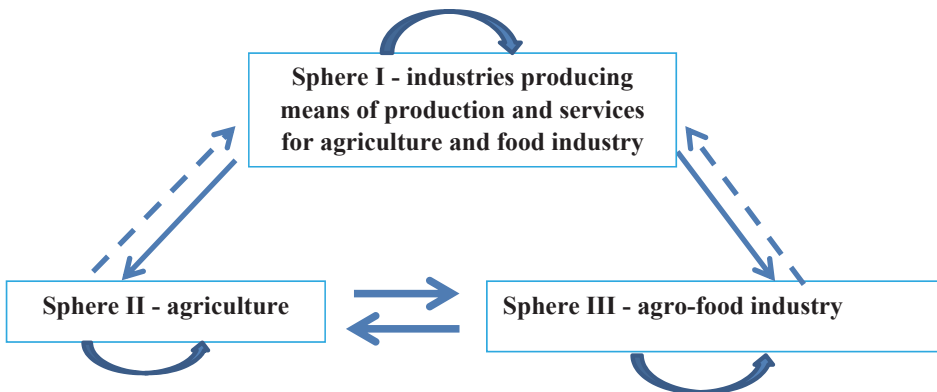 Sphere I - industries producing
means of production and services
for agriculture and food industry
Sphere II - agriculture
Sphere III - agro-food industry